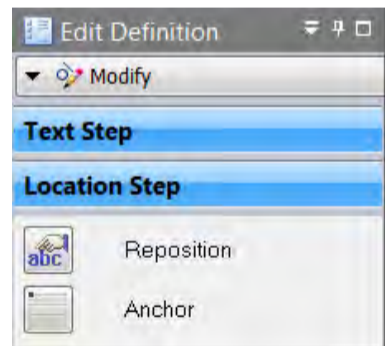 Edit Definition
Modify
Text Step
Location Step
abc Reposition
Anchor